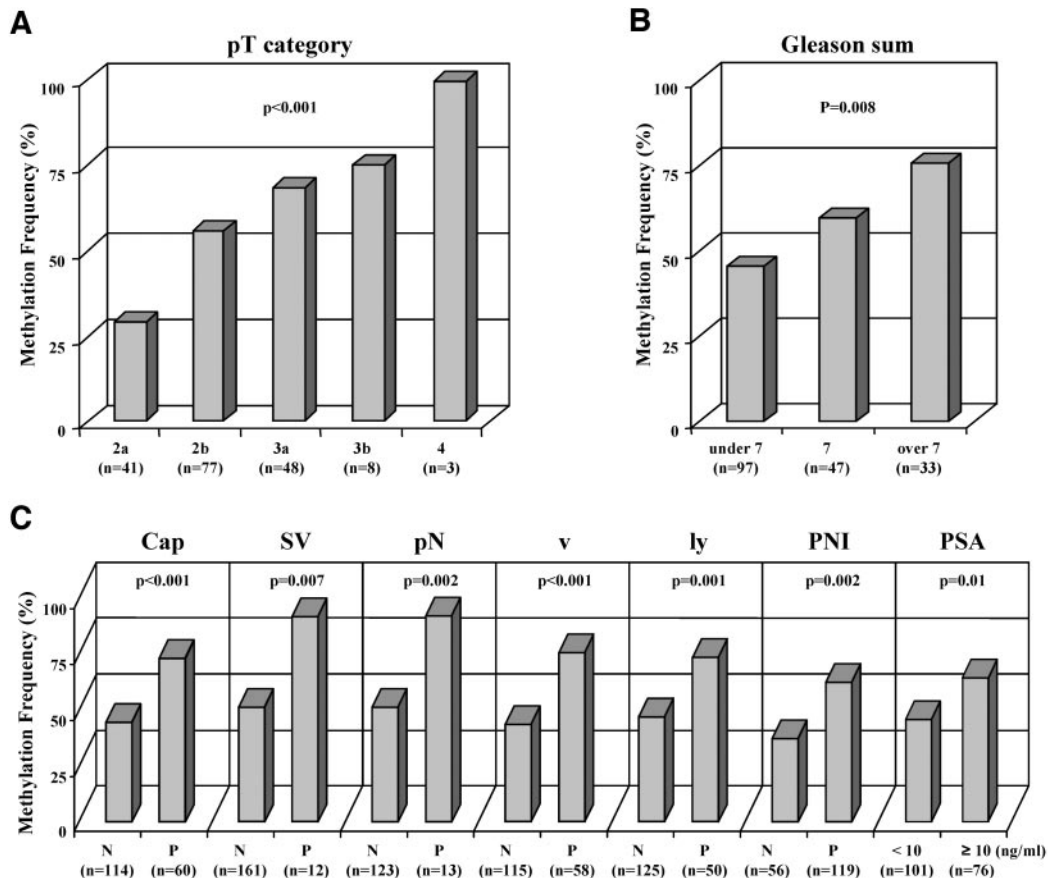 A
pT category
p<0.001
Methylation Frequency (%)
100
75
50
25
0
2a 2b 3a 3b 4
(n=41) (n=77) (n=48) (n=8) (n=3)
B
Gleason sum
P=0.008
Methylation Frequency (%)
100
75
50
25
0
under 7 7 over 7
(n=97) (n=47) (n=33)
C
Cap SV pN v ly PNI PSA
p<0.001 p=0.007 p=0.002 p<0.001 p=0.001 p=0.002 p=0.01
Methylation Frequency (%)
100
75
50
25
0
N P N P N P N P N P N P < 10 ≥ 10 (ng/ml)
(n=114) (n=60) (n=161) (n=12) (n=123) (n=13) (n=115) (n=58) (n=125) (n=50) (n=56) (n=119) (n=101) (n=76)